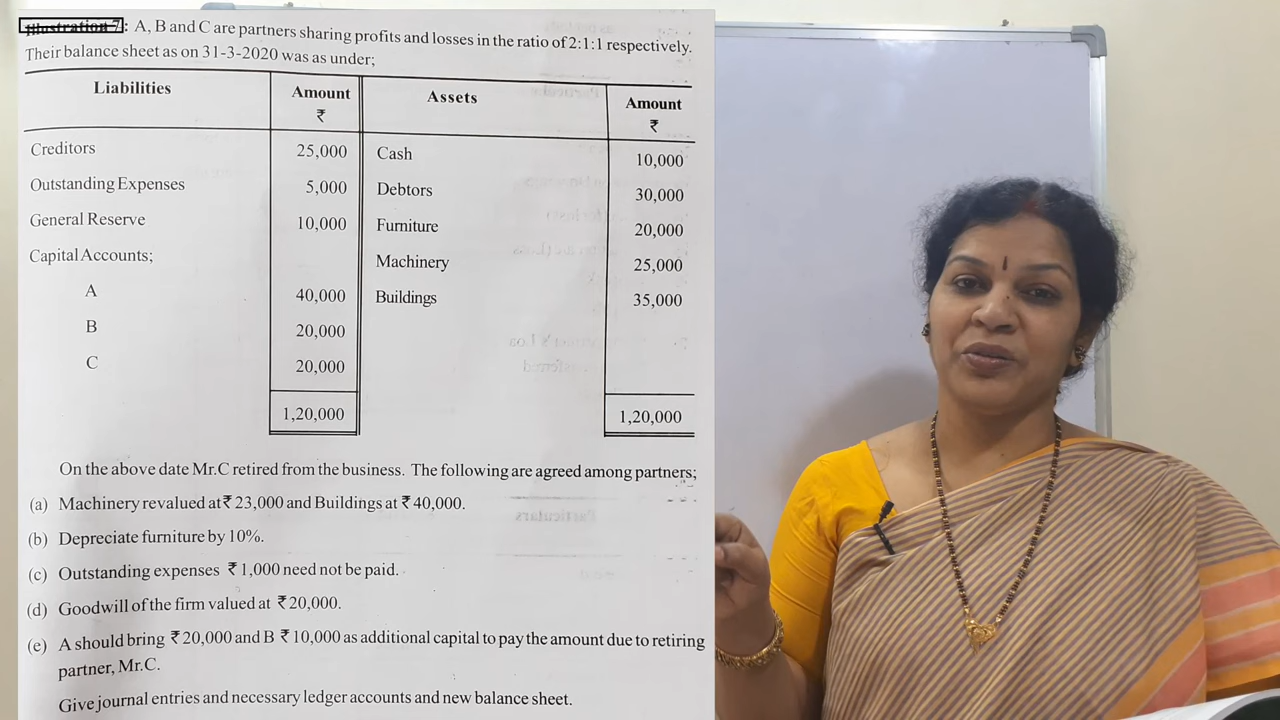 Illustration 7: A, B and C are partners sharing profits and losses in the ratio of 2:1:1 respectively.
Their balance sheet as on 31-3-2020 was as under;
Liabilities Amount ₹ Assets Amount ₹
Creditors 25,000 Cash 10,000
Outstanding Expenses 5,000 Debtors 30,000
General Reserve 10,000 Furniture 20,000
Capital Accounts; Machinery 25,000
A 40,000 Buildings 35,000
B 20,000
C 20,000
1,20,000 1,20,000
On the above date Mr.C retired from the business. The following are agreed among partners;
(a) Machinery revalued at ₹ 23,000 and Buildings at ₹ 40,000.
(b) Depreciate furniture by 10%.
(c) Outstanding expenses ₹ 1,000 need not be paid.
(d) Goodwill of the firm valued at ₹ 20,000.
(e) A should bring ₹ 20,000 and B ₹ 10,000 as additional capital to pay the amount due to retiring
partner, Mr.C.
Give journal entries and necessary ledger accounts and new balance sheet.